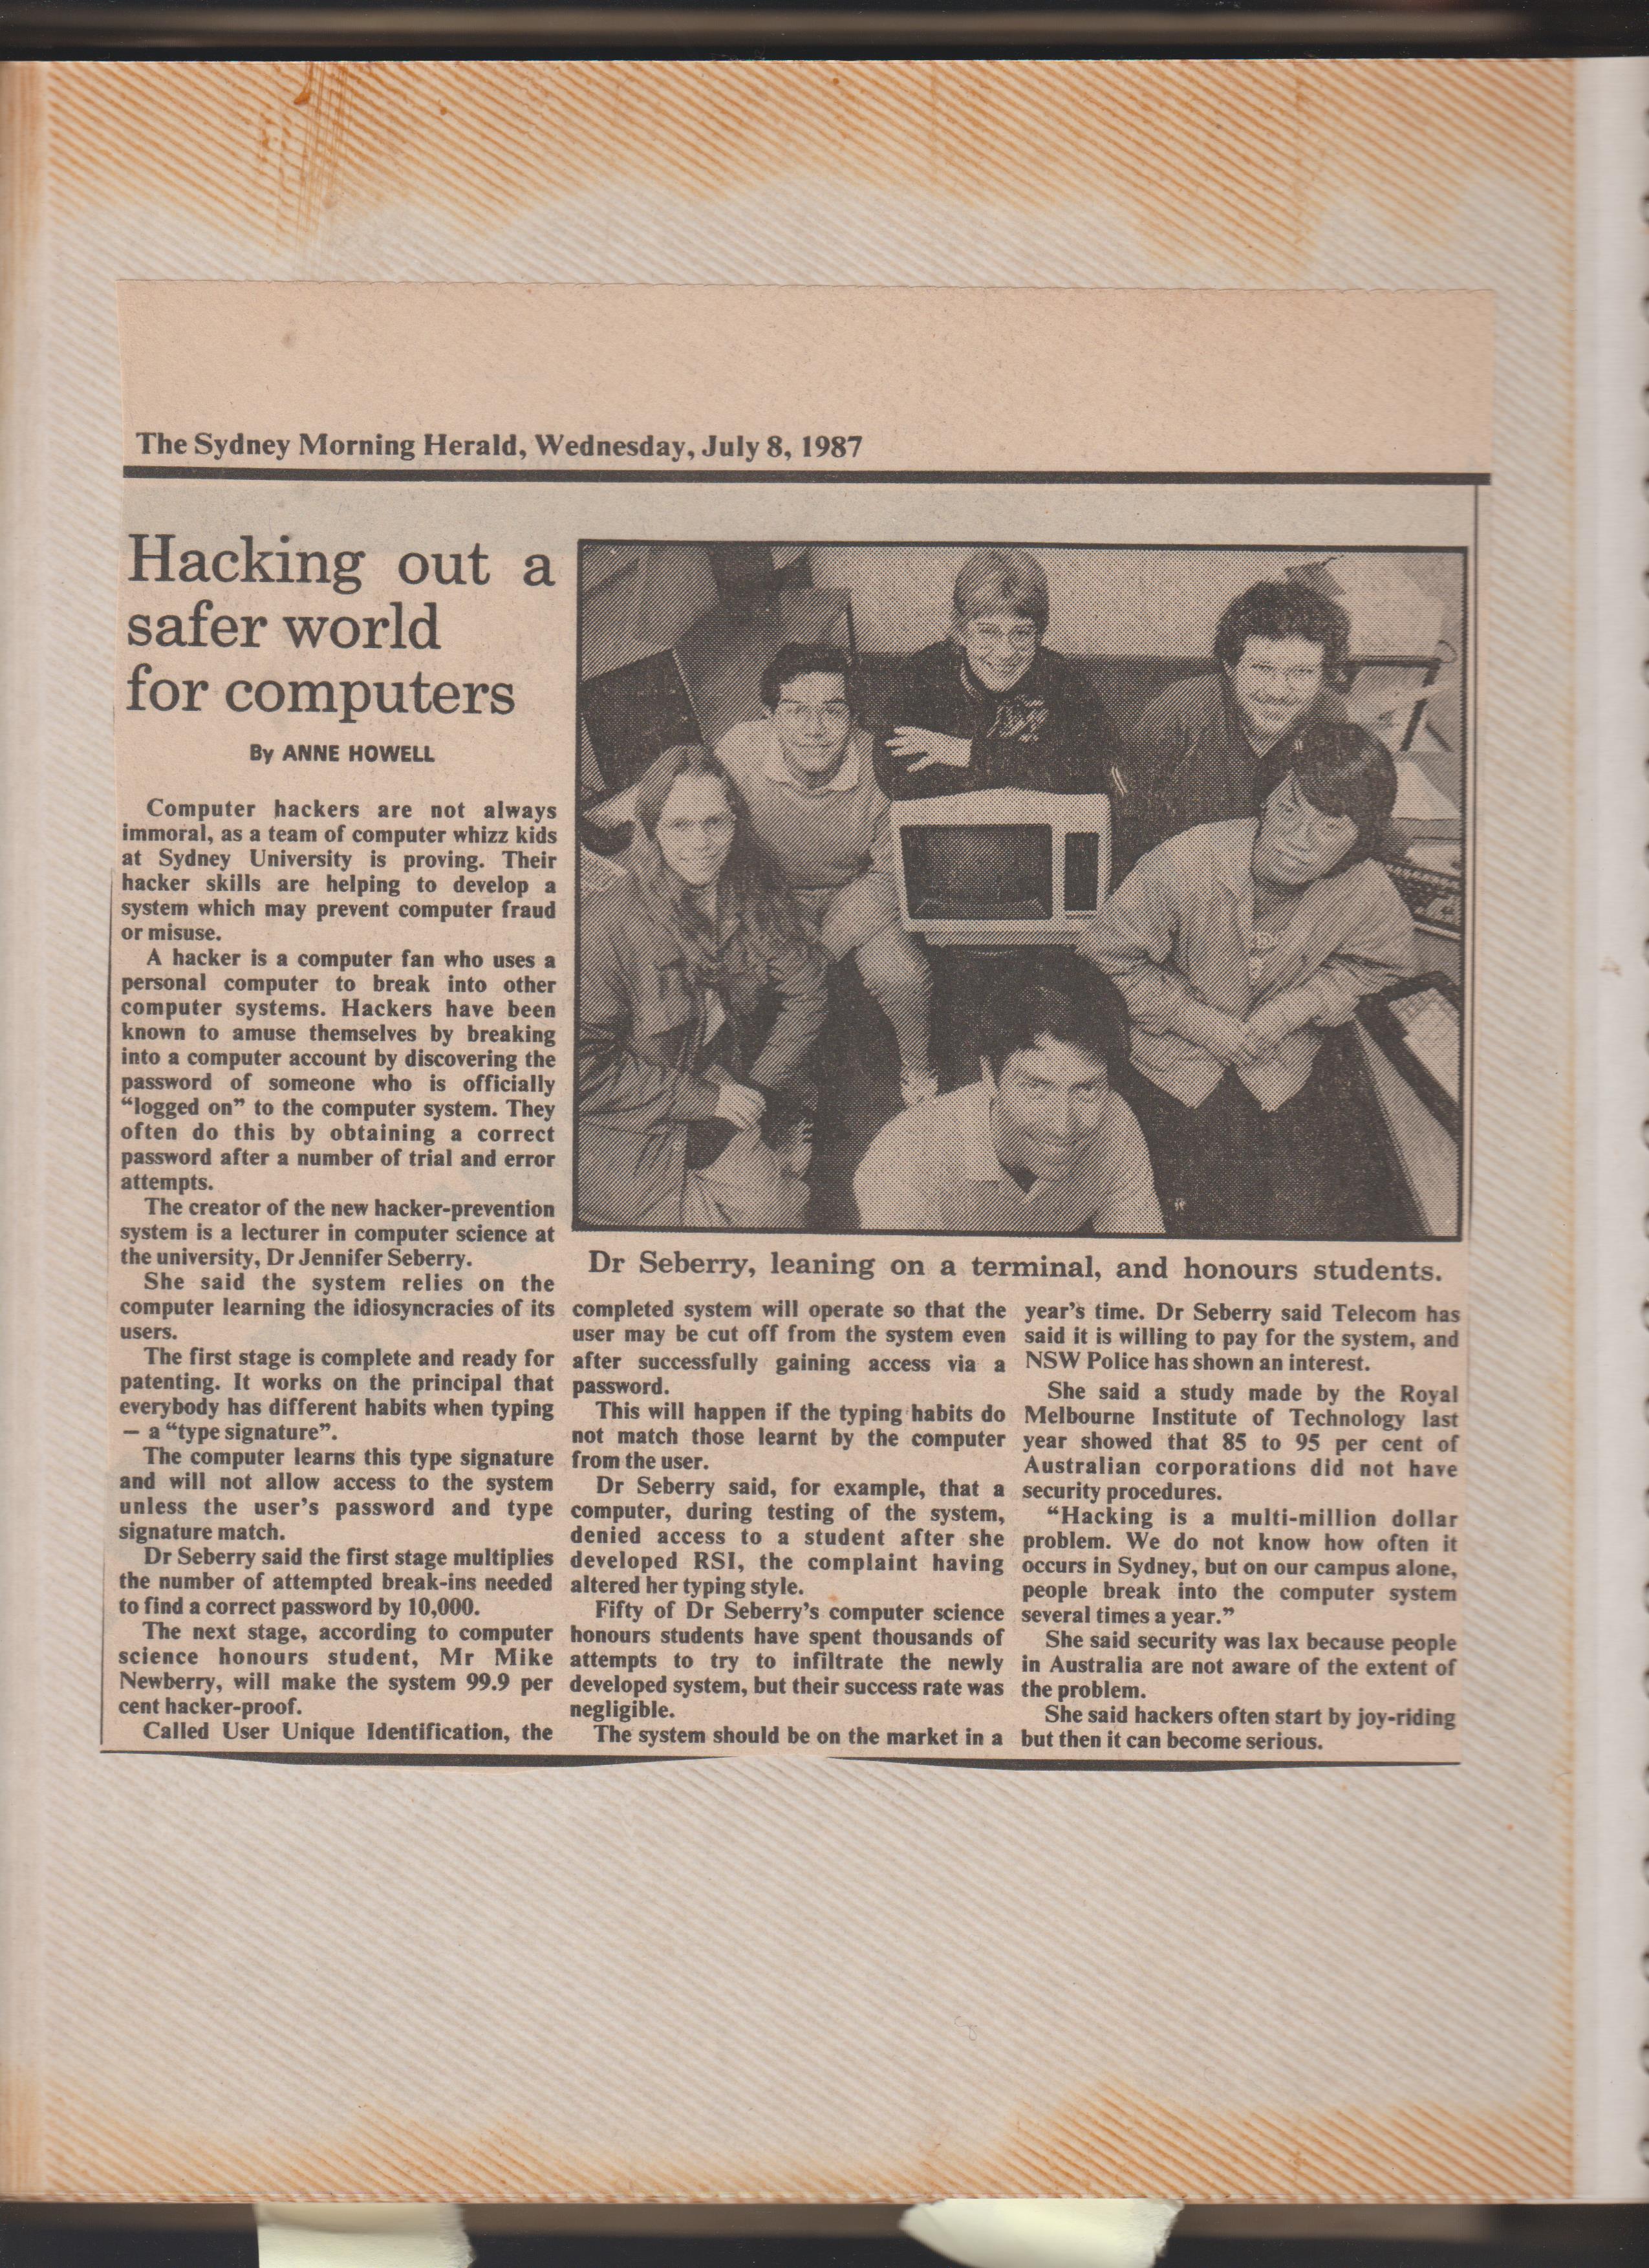 The Sydney Morning Herald, Wednesday, July 8, 1987
Hacking out a
safer world
for computers
By ANNE HOWELL
Computer hackers are not always
immoral, as a team of computer whizz kids
at Sydney University is proving. Their
hacker skills are helping to develop a
system which may prevent computer fraud
or misuse.
A hacker is a computer fan who uses a
personal computer to break into other
computer systems. Hackers have been
known to amuse themselves by breaking
into a computer account by discovering the
password of someone who is officially
“logged on” to the computer system. They
often do this by obtaining a correct
password after a number of trial and error
attempts.
The creator of the new hacker-prevention
system is a lecturer in computer science at
the university, Dr Jennifer Seberry.
She said the system relies on the
computer learning the idiosyncracies of its
users.
The first stage is complete and ready for
patenting. It works on the principal that
everybody has different habits when typing
— a “type signature”.
The computer learns this type signature
and will not allow access to the system
unless the user’s password and type
signature match.
Dr Seberry said the first stage multiplies
the number of attempted break-ins needed
to find a correct password by 10,000.
The next stage, according to computer
science honours student, Mr Mike
Newberry, will make the system 99.9 per
cent hacker-proof.
Called User Unique Identification, the
Dr Seberry, leaning on a terminal, and honours students.
completed system will operate so that the
user may be cut off from the system even
after successfully gaining access via a
password.
This will happen if the typing habits do
not match those learnt by the computer
from the user.
Dr Seberry said, for example, that a
computer, during testing of the system,
denied access to a student after she
developed RSI, the complaint having
altered her typing style.
Fifty of Dr Seberry’s computer science
honours students have spent thousands of
attempts to try to infiltrate the newly
developed system, but their success rate was
negligible.
The system should be on the market in a
year’s time. Dr Seberry said Telecom has
said it is willing to pay for the system, and
NSW Police has shown an interest.
She said a study made by the Royal
Melbourne Institute of Technology last
year showed that 85 to 95 per cent of
Australian corporations did not have
security procedures.
“Hacking is a multi-million dollar
problem. We do not know how often it
occurs in Sydney, but on our campus alone,
people break into the computer system
several times a year.”
She said security was lax because people
in Australia are not aware of the extent of
the problem.
She said hackers often start by joy-riding
but then it can become serious.